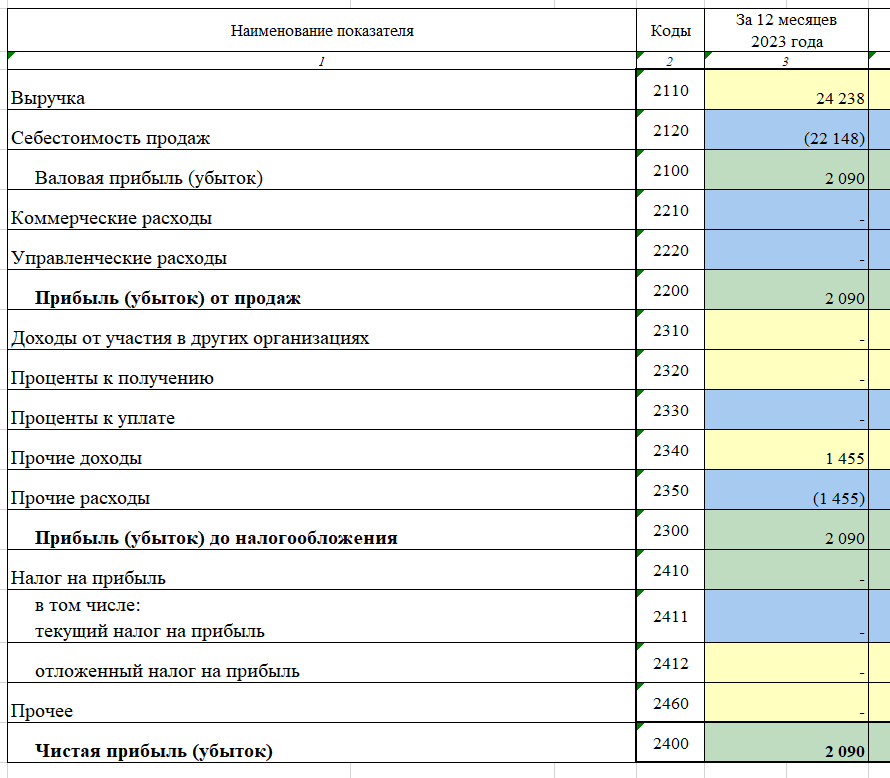 Наименование показателя Коды За 12 месяцев
2023 года
1 2 3
Выручка 2110 24 238
Себестоимость продаж 2120 (22 148)
Валовая прибыль (убыток) 2100 2 090
Коммерческие расходы 2210 -
Управленческие расходы 2220 -
Прибыль (убыток) от продаж 2200 2 090
Доходы от участия в других организациях 2310 -
Проценты к получению 2320 -
Проценты к уплате 2330 -
Прочие доходы 2340 1 455
Прочие расходы 2350 (1 455)
Прибыль (убыток) до налогообложения 2300 2 090
Налог на прибыль 2410 -
в том числе:
текущий налог на прибыль 2411 -
отложенный налог на прибыль 2412 -
Прочее 2460 -
Чистая прибыль (убыток) 2400 2 090